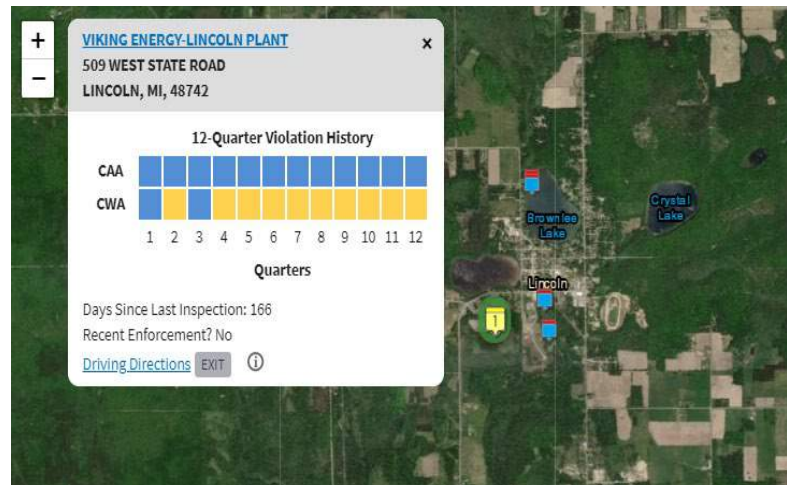 +
−
VIKING ENERGY-LINCOLN PLANT x
509 WEST STATE ROAD
LINCOLN, MI, 48742
12-Quarter Violation History
CAA
CWA
1 2 3 4 5 6 7 8 9 10 11 12
Quarters
Days Since Last Inspection: 166
Recent Enforcement? No
Driving Directions EXIT i
Crystal
Lake
Brownlee
Lake
Lincoln
1